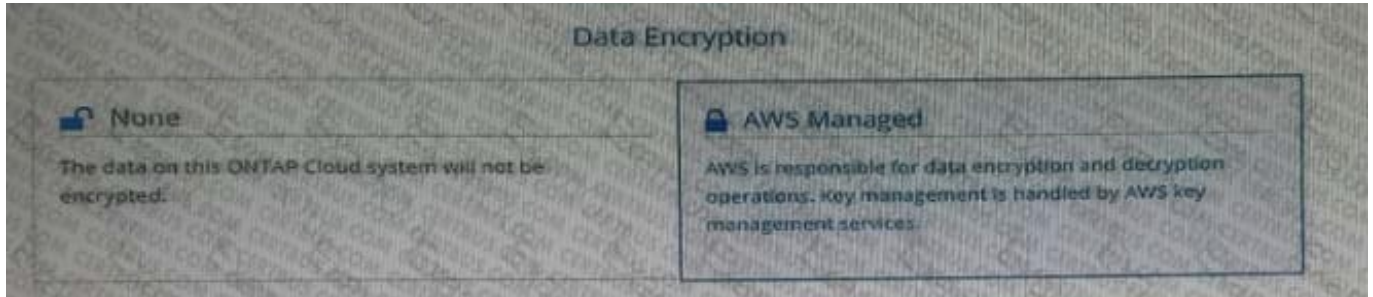 Data Encryption
None
The data on this ONTAP Cloud system will not be
encrypted.
AWS Managed
AWS is responsible for data encryption and decryption
operations. Key management is handled by AWS key
management services.